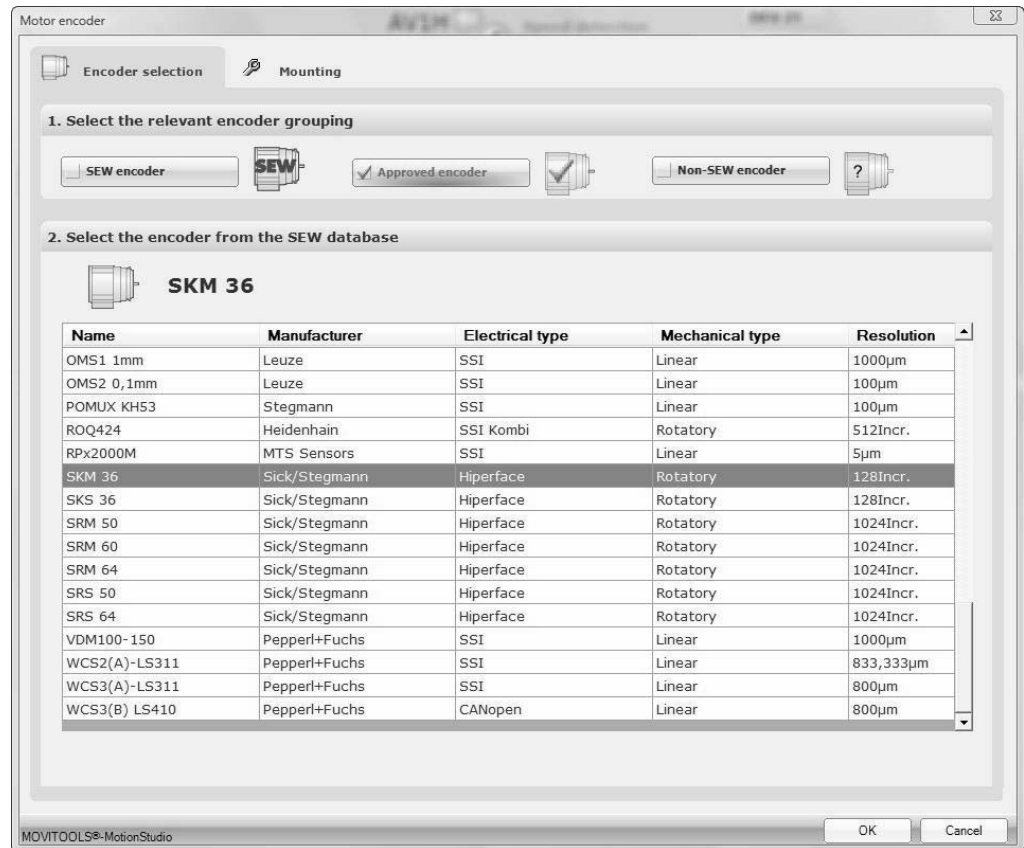 Motor encoder
Encoder selection
Mounting
1. Select the relevant encoder grouping
SEW encoder
SEW
Approved encoder
Non-SEW encoder
?
2. Select the encoder from the SEW database
SKM 36
Name Manufacturer Electrical type Mechanical type Resolution
OMS1 1mm Leuze SSI Linear 1000µm
OMS2 0,1mm Leuze SSI Linear 100µm
POMUX KH53 Stegmann SSI Linear 100µm
ROQ424 Heidenhain SSI Kombi Rotatory 512Incr.
RPx2000M MTS Sensors SSI Linear 5µm
SKM 36 Sick/Stegmann Hiperface Rotatory 128Incr.
SKS 36 Sick/Stegmann Hiperface Rotatory 128Incr.
SRM 50 Sick/Stegmann Hiperface Rotatory 1024Incr.
SRM 60 Sick/Stegmann Hiperface Rotatory 1024Incr.
SRM 64 Sick/Stegmann Hiperface Rotatory 1024Incr.
SRS 50 Sick/Stegmann Hiperface Rotatory 1024Incr.
SRS 64 Sick/Stegmann Hiperface Rotatory 1024Incr.
VDM100-150 Pepperl+Fuchs SSI Linear 1000µm
WCS2(A)-LS311 Pepperl+Fuchs SSI Linear 833,333µm
WCS3(A)-LS311 Pepperl+Fuchs SSI Linear 800µm
WCS3(B) LS410 Pepperl+Fuchs CANopen Linear 800µm
MOVITOOLS®-MotionStudio
OK
Cancel